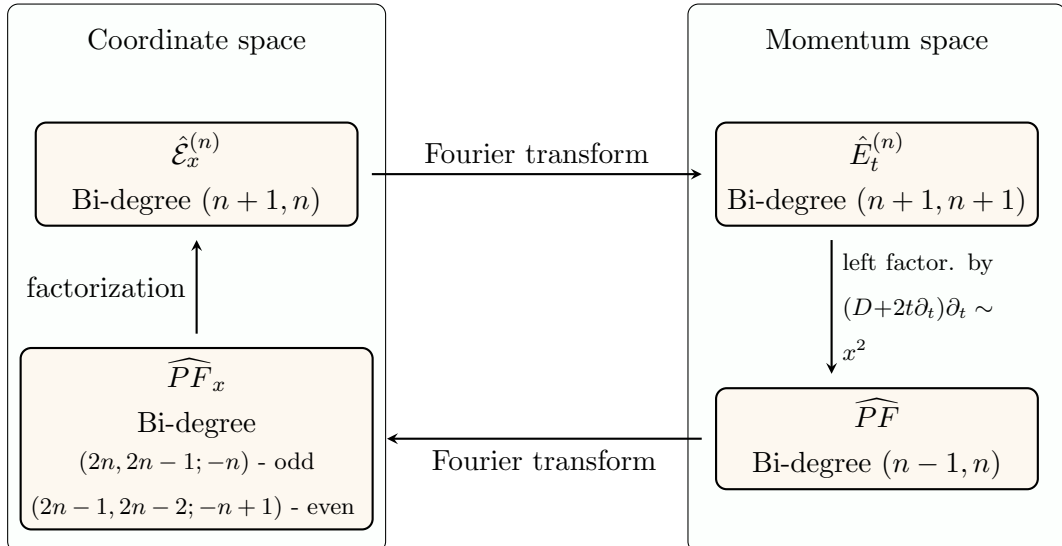 Coordinate space
Momentum space
$\hat{\mathcal{E}}_x^{(n)}$
Bi-degree $(n+1, n)$
Fourier transform
$\hat{E}_t^{(n)}$
Bi-degree $(n+1, n+1)$
factorization
left factor. by
$(D+2t\partial_t)\partial_t \sim$
$x^2$
$\widehat{PF}_x$
Bi-degree
$(2n, 2n-1; -n)$ - odd
$(2n-1, 2n-2; -n+1)$ - even
Fourier transform
$\widehat{PF}$
Bi-degree $(n-1, n)$